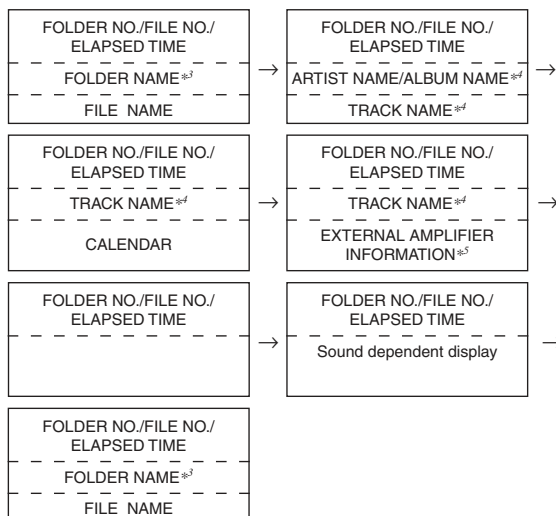 FOLDER NO./FILE NO./
ELAPSED TIME
FOLDER NAME*3
FILE NAME
→
FOLDER NO./FILE NO./
ELAPSED TIME
ARTIST NAME/ALBUM NAME*4
TRACK NAME*4
→
FOLDER NO./FILE NO./
ELAPSED TIME
TRACK NAME*4
CALENDAR
→
FOLDER NO./FILE NO./
ELAPSED TIME
TRACK NAME*4
EXTERNAL AMPLIFIER
INFORMATION*5
→
FOLDER NO./FILE NO./
ELAPSED TIME
→
FOLDER NO./FILE NO./
ELAPSED TIME
Sound dependent display
FOLDER NO./FILE NO./
ELAPSED TIME
FOLDER NAME*3
FILE NAME